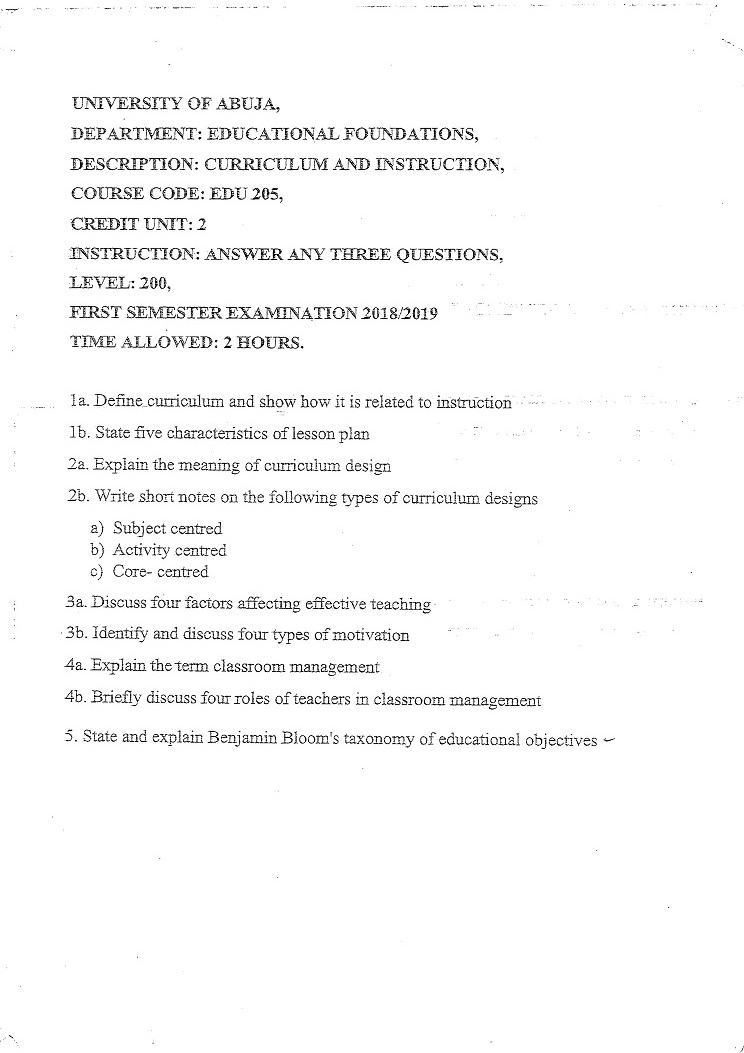 UNIVERSITY OF ABUJA,
DEPARTMENT: EDUCATIONAL FOUNDATIONS,
DESCRIPTION: CURRICULUM AND INSTRUCTION,
COURSE CODE: EDU 205,
CREDIT UNIT: 2
INSTRUCTION: ANSWER ANY THREE QUESTIONS,
LEVEL: 200,
FIRST SEMESTER EXAMINATION 2018/2019
TIME ALLOWED: 2 HOURS.
1a. Define curriculum and show how it is related to instruction
1b. State five characteristics of lesson plan
2a. Explain the meaning of curriculum design
2b. Write short notes on the following types of curriculum designs
a) Subject centred
b) Activity centred
c) Core- centred
3a. Discuss four factors affecting effective teaching
3b. Identify and discuss four types of motivation
4a. Explain the term classroom management
4b. Briefly discuss four roles of teachers in classroom management
5. State and explain Benjamin Bloom's taxonomy of educational objectives